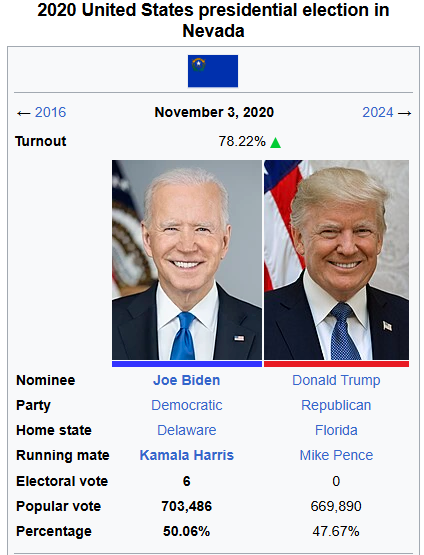 2020 United States presidential election in
Nevada
← 2016 November 3, 2020 2024 →
Turnout 78.22% ▲
Nominee Joe Biden Donald Trump
Party Democratic Republican
Home state Delaware Florida
Running mate Kamala Harris Mike Pence
Electoral vote 6 0
Popular vote 703,486 669,890
Percentage 50.06% 47.67%